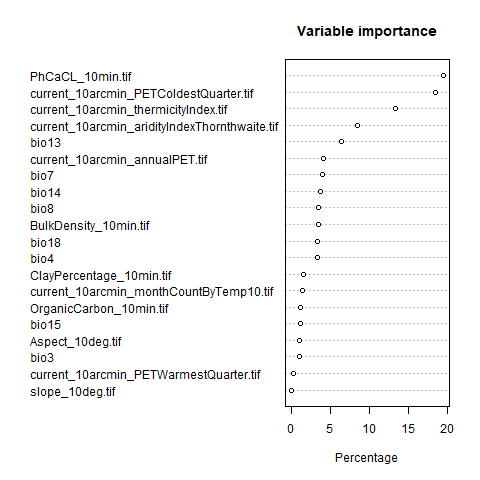 Variable importance
PhCaCL_10min.tif
current_10arcmin_PETColdestQuarter.tif
current_10arcmin_thermicityIndex.tif
current_10arcmin_aridityIndexThornthwaite.tif
bio13
current_10arcmin_annualPET.tif
bio7
bio14
bio8
BulkDensity_10min.tif
bio18
bio4
ClayPercentage_10min.tif
current_10arcmin_monthCountByTemp10.tif
OrganicCarbon_10min.tif
bio15
Aspect_10deg.tif
bio3
current_10arcmin_PETWarmestQuarter.tif
slope_10deg.tif
0 5 10 15 20
Percentage